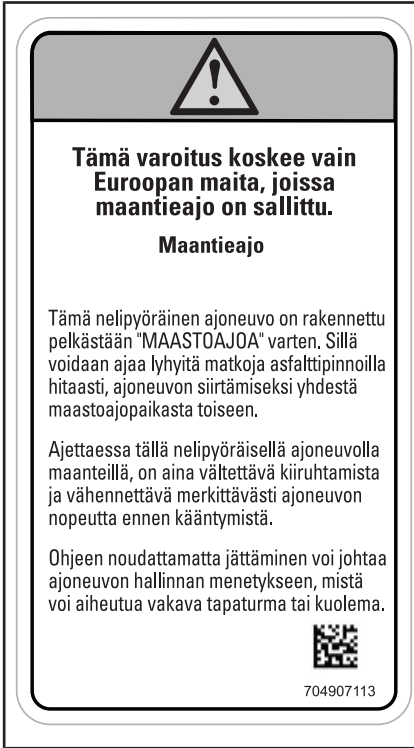 Tämä varoitus koskee vain
Euroopan maita, joissa
maantieajo on sallittu.
Maantieajo
Tämä nelipyöräinen ajoneuvo on rakennettu
pelkästään "MAASTOAJOA" varten. Sillä
voidaan ajaa lyhyitä matkoja asfalttipinnoilla
hitaasti, ajoneuvon siirtämiseksi yhdestä
maastoajopaikasta toiseen.
Ajettaessa tällä nelipyöräisellä ajoneuvolla
maanteillä, on aina vältettävä kiiruhtamista
ja vähennettävä merkittävästi ajoneuvon
nopeutta ennen kääntymistä.
Ohjeen noudattamatta jättäminen voi johtaa
ajoneuvon hallinnan menetykseen, mistä
voi aiheutua vakava tapaturma tai kuolema.
704907113